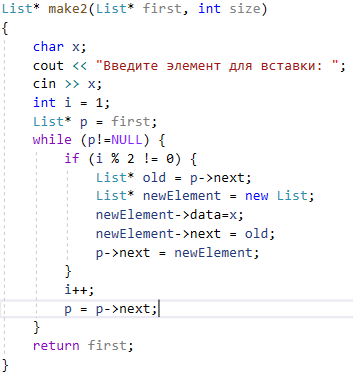 List* make2(List* first, int size)
{
    char x;
    cout << "Введите элемент для вставки: ";
    cin >> x;
    int i = 1;
    List* p = first;
    while (p!=NULL) {
        if (i % 2 != 0) {
            List* old = p->next;
            List* newElement = new List;
            newElement->data=x;
            newElement->next = old;
            p->next = newElement;
        }
        i++;
        p = p->next;
    }
    return first;
}